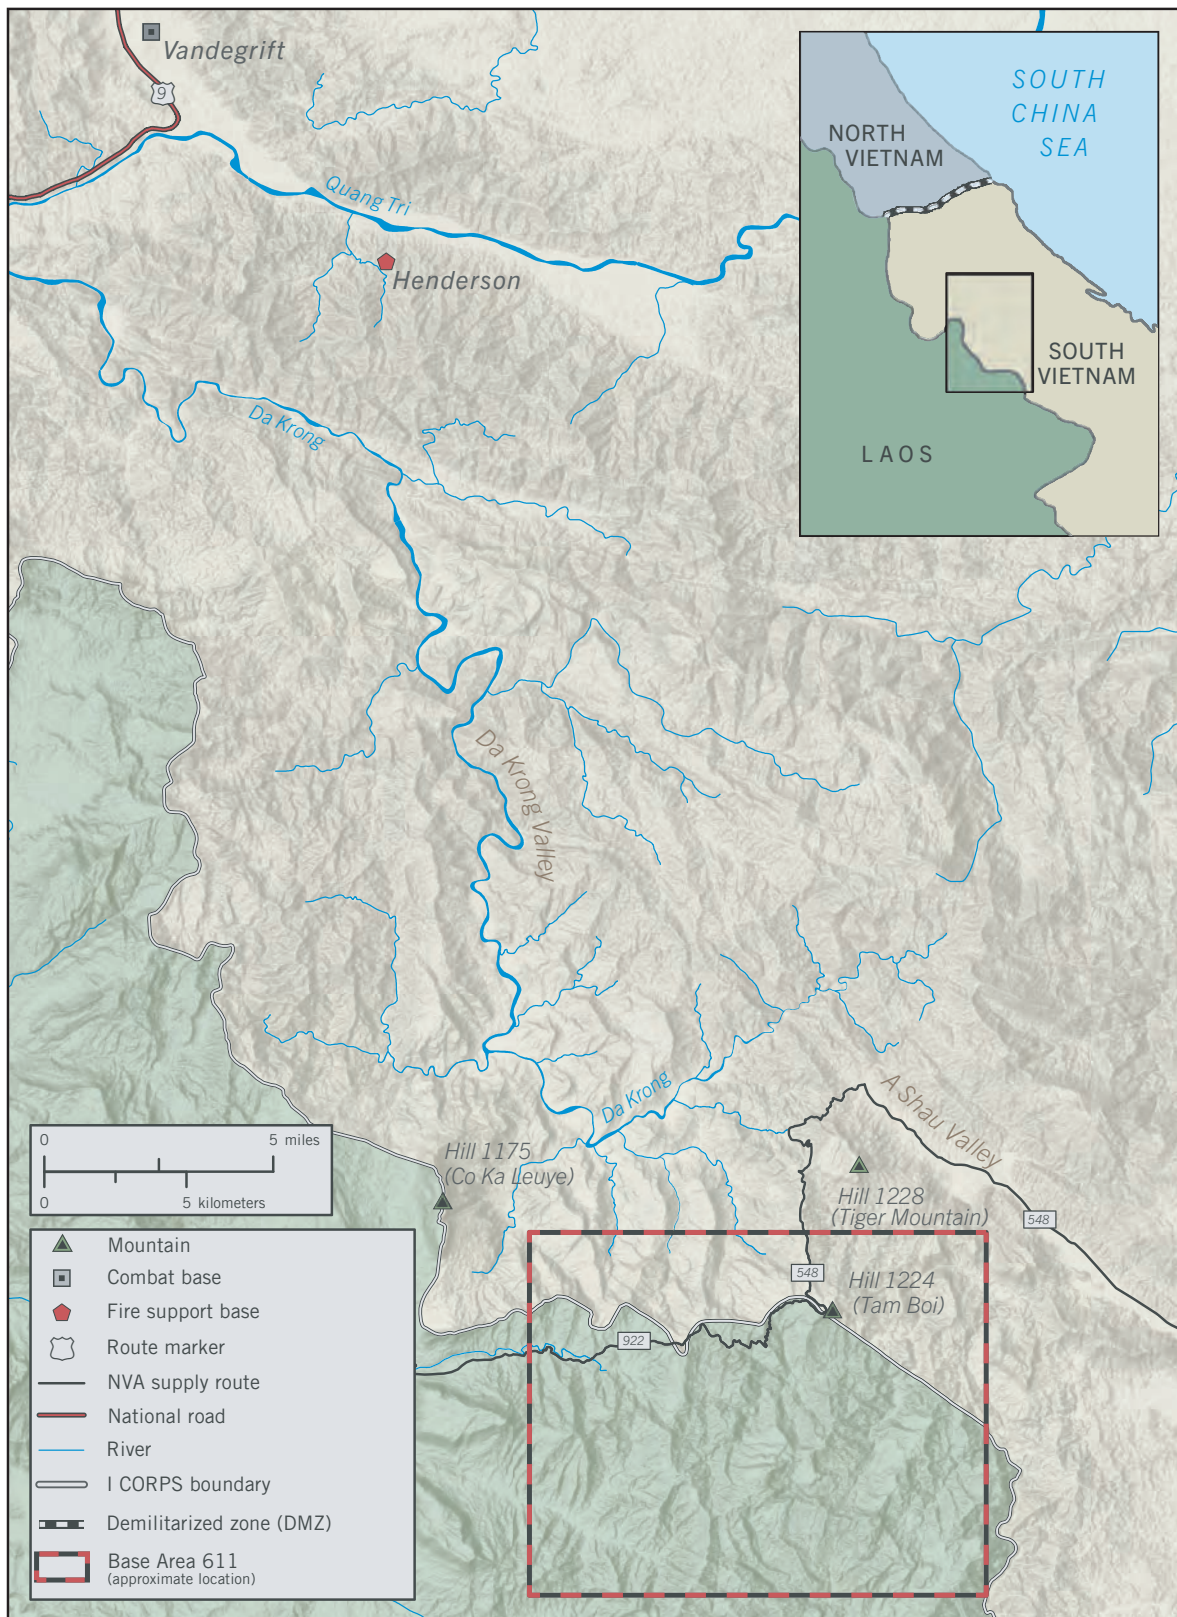 Vandegrift
9
Quang Tri
Henderson
Da Krong
SOUTH
CHINA
SEA
NORTH
VIETNAM
SOUTH
VIETNAM
LAOS
Da Krong Valley
Da Krong
A Shau Valley
Hill 1175
(Co Ka Leuye)
Hill 1228
(Tiger Mountain)
548
548
Hill 1224
(Tam Boi)
922
0
5 miles
0
5 kilometers
Mountain
Combat base
Fire support base
Route marker
NVA supply route
National road
River
I CORPS boundary
Demilitarized zone (DMZ)
Base Area 611
(approximate location)